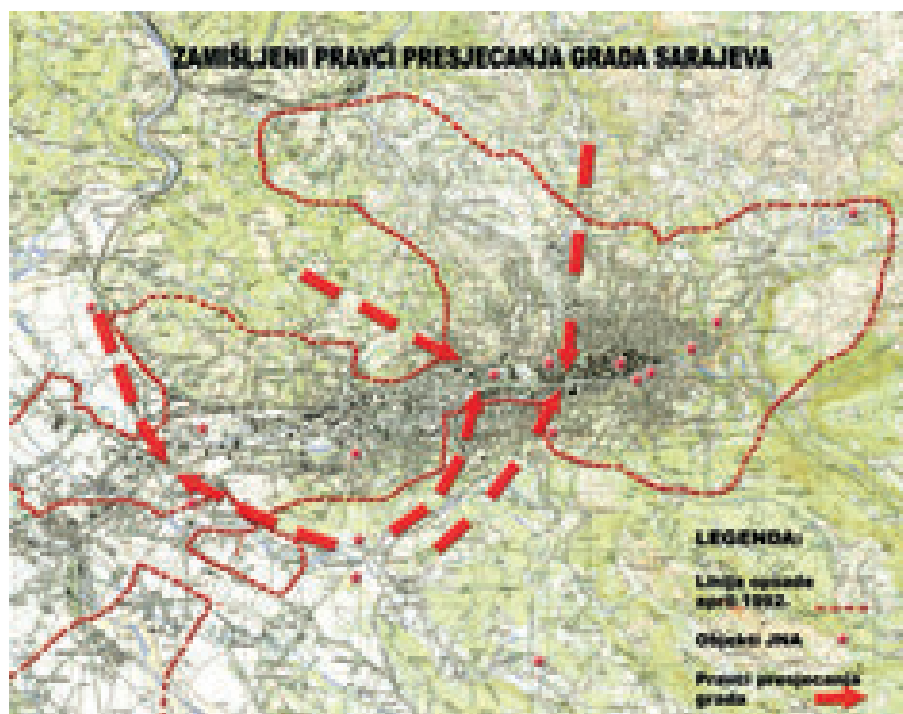 ZAMIŠLJENI PRAVCI PRESJECANJA GRADA SARAJEVA
LEGENDA:
Linija opsade
april 1992.
Objekti JNA
Pravci presjecanja
grada